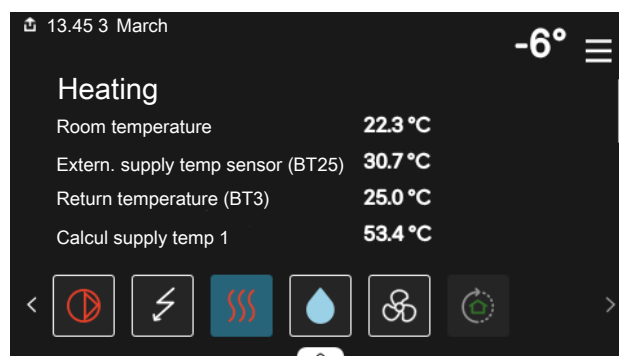 13.45 3 March
-6°
Heating
Room temperature 22.3 °C
Extern. supply temp sensor (BT25) 30.7 °C
Return temperature (BT3) 25.0 °C
Calcul supply temp 1 53.4 °C